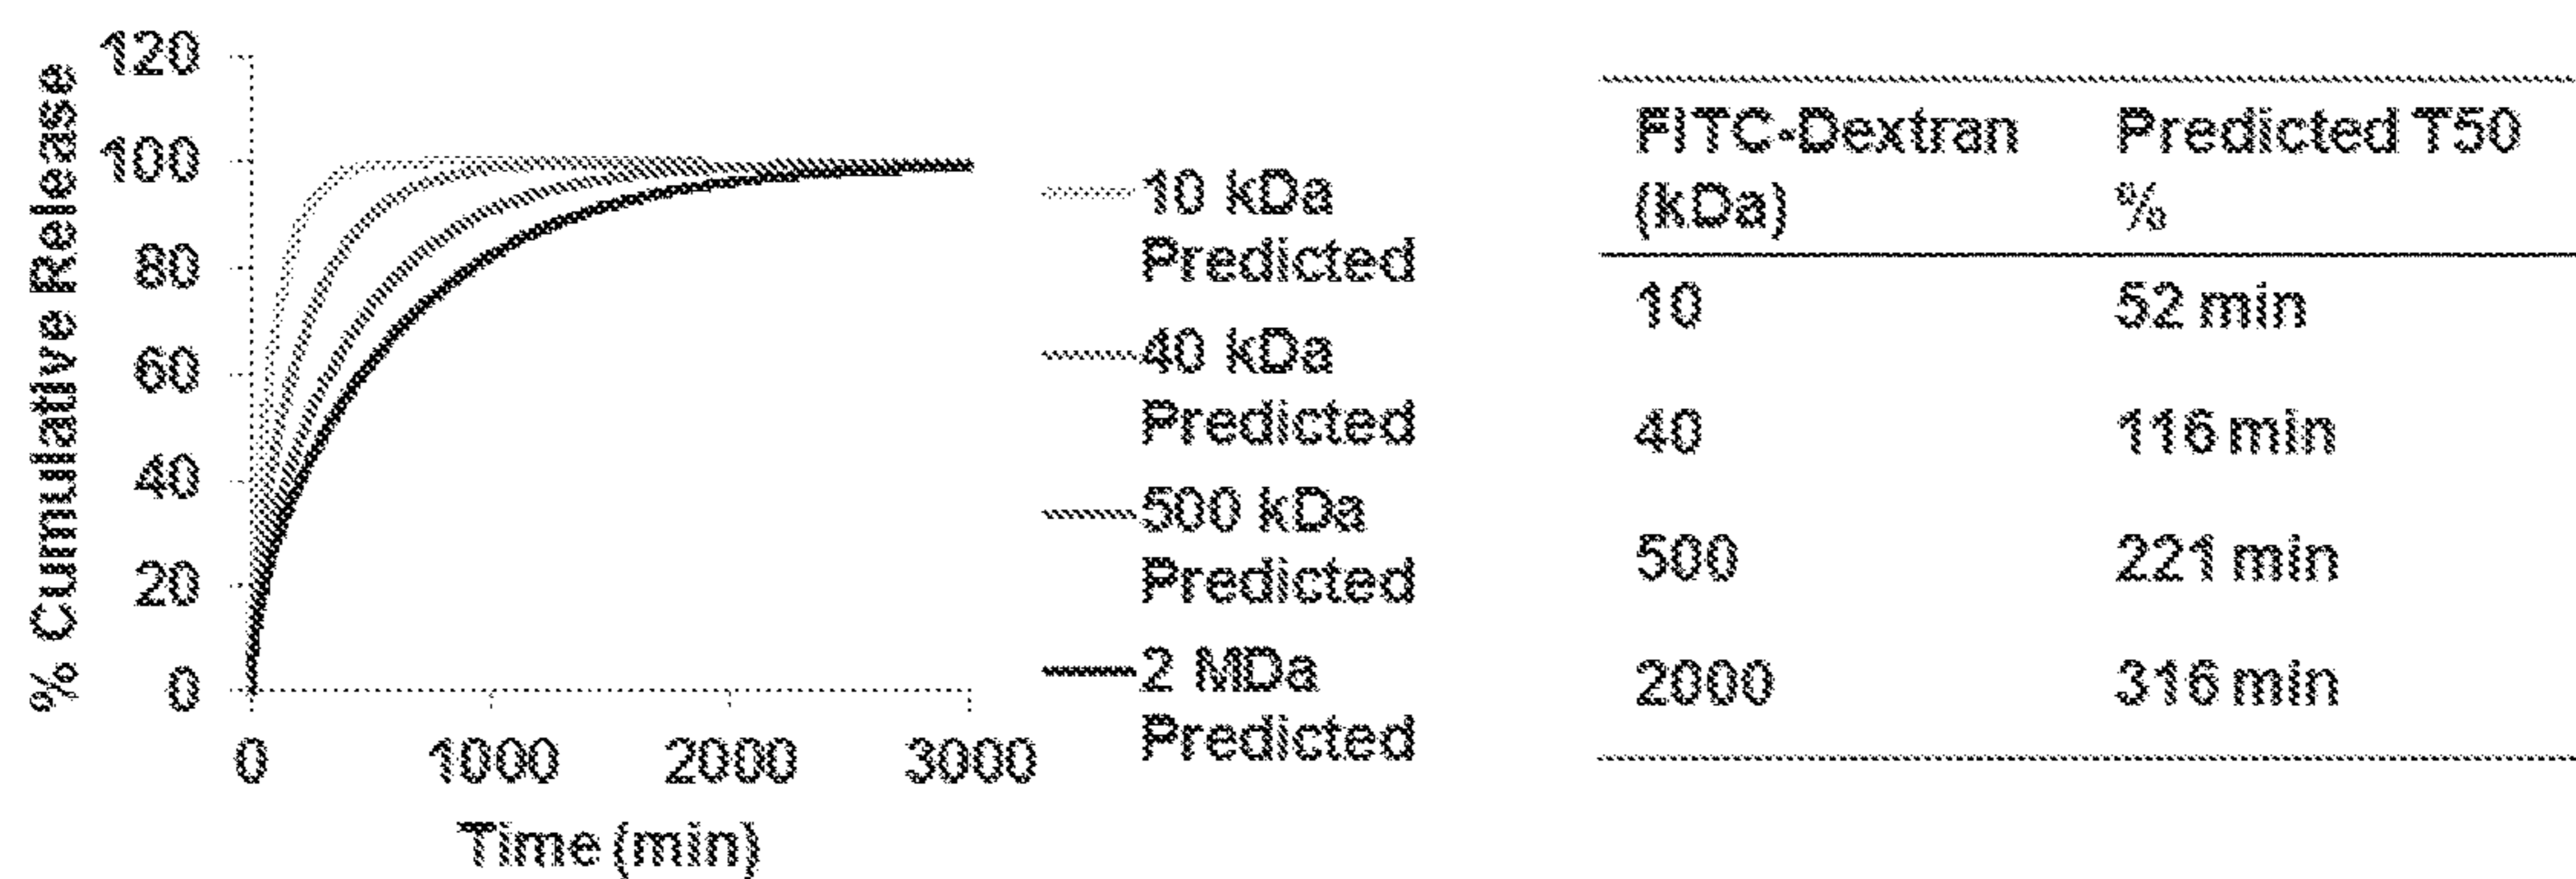 % Cumulative Release
120
100
80
60
40
20
0
0 1000 2000 3000
Time (min)
10 kDa
Predicted
40 kDa
Predicted
500 kDa
Predicted
2 MDa
Predicted
FITC-Dextran Predicted T50
(kDa) %
10 52 min
40 116 min
500 221 min
2000 316 min